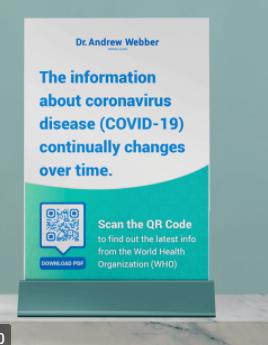 Dr. Andrew Webber
The information
about coronavirus
disease (COVID-19)
continually changes
over time.
Scan the QR Code
to find out the latest info
from the World Health
Organization (WHO)
DOWNLOAD PDF